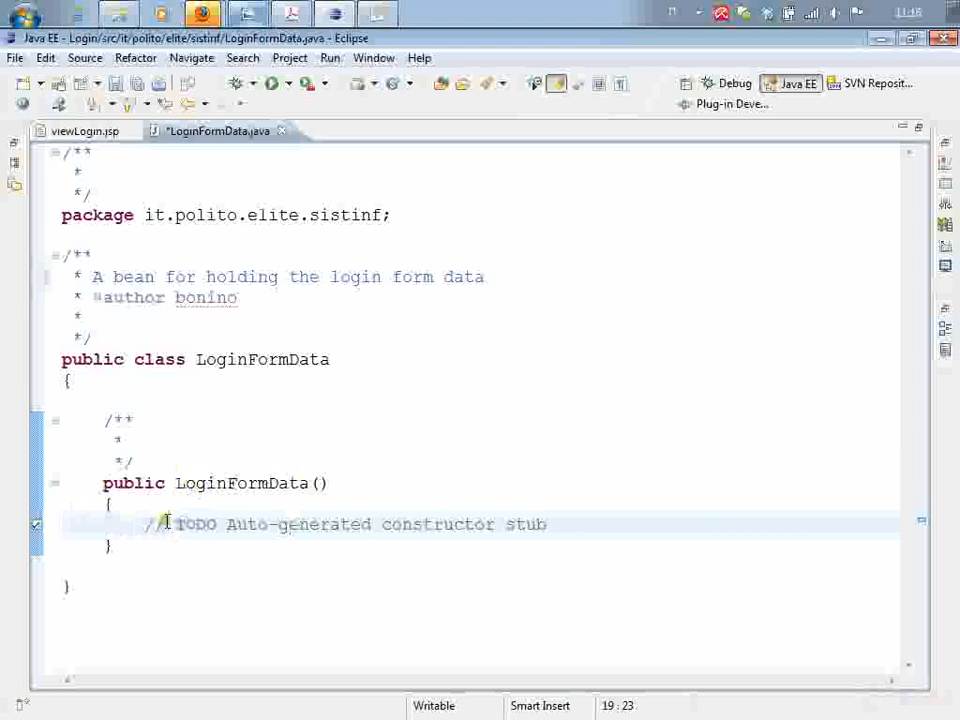 11:16
Java EE - Login/src/it/polito/elite/sistinf/LoginFormData.java - Eclipse
File Edit Source Refactor Navigate Search Project Run Window Help
Debug Java EE SVN Reposit...
Plug-in Deve...
viewLogin.jsp *LoginFormData.java
/**
*
*/
package it.polito.elite.sistinf;
/**
* A bean for holding the login form data
* @author bonino
*
*/
public class LoginFormData
{
/**
*
*/
public LoginFormData()
{
// TODO Auto-generated constructor stub
}
}
Writable Smart Insert 19 : 23